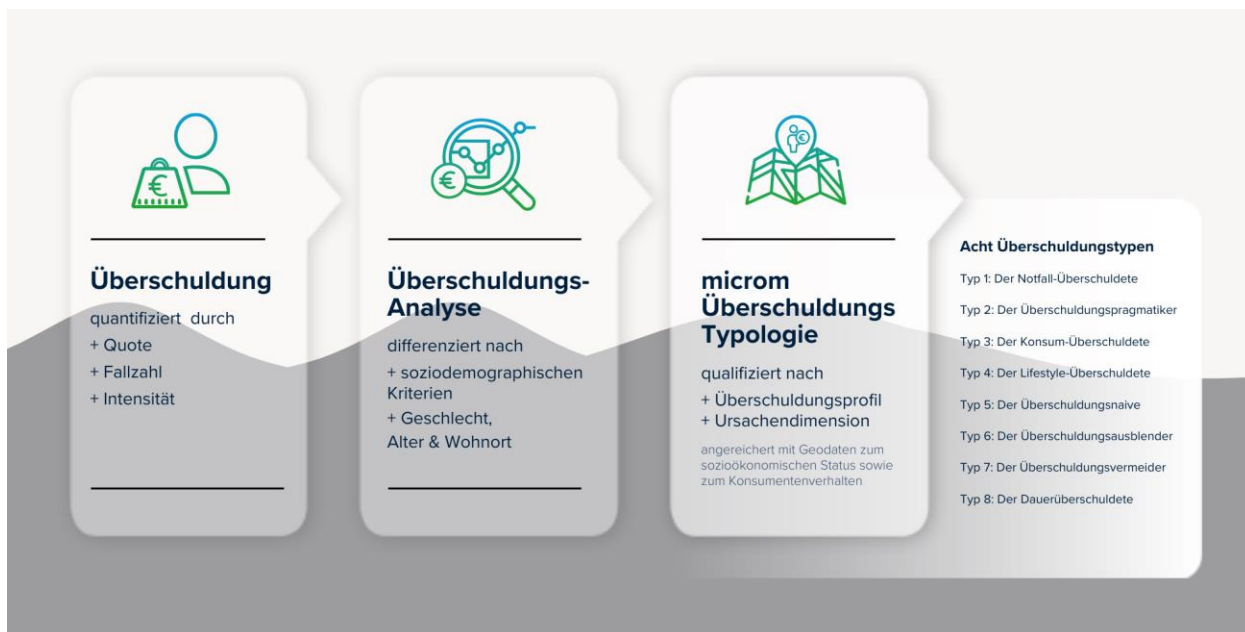 Überschuldung
quantifiziert durch
+ Quote
+ Fallzahl
+ Intensität
Überschuldungs-
Analyse
differenziert nach
+ soziodemographischen
Kriterien
+ Geschlecht,
Alter & Wohnort
microm
Überschuldungs
Typologie
qualifiziert nach
+ Überschuldungsprofil
+ Ursachendimension
angereichert mit Geodaten zum
sozioökonomischen Status sowie
zum Konsumentenverhalten
Acht Überschuldungstypen
Typ 1: Der Notfall-Überschuldete
Typ 2: Der Überschuldungspragmatiker
Typ 3: Der Konsum-Überschuldete
Typ 4: Der Lifestyle-Überschuldete
Typ 5: Der Überschuldungsnaive
Typ 6: Der Überschuldungsausblender
Typ 7: Der Überschuldungsvermeider
Typ 8: Der Dauerüberschuldete